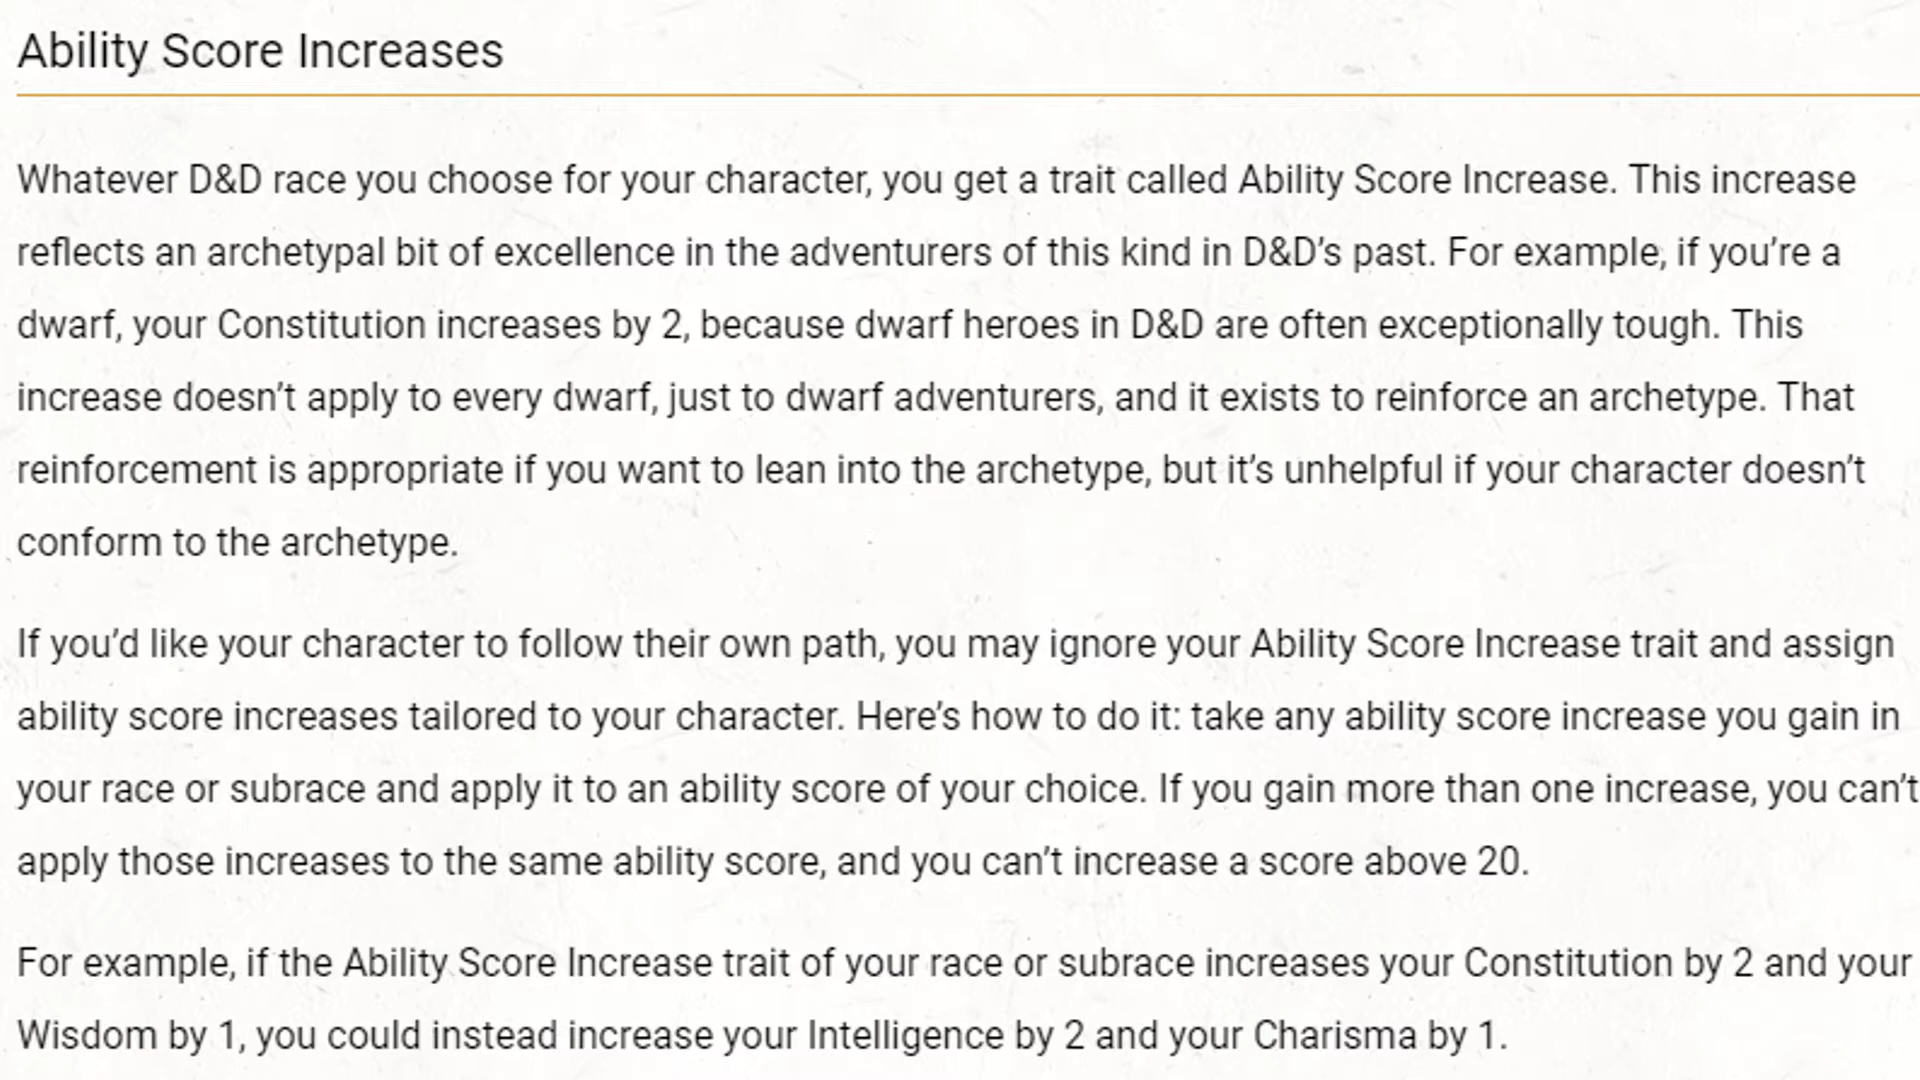 Ability Score Increases
Whatever D&D race you choose for your character, you get a trait called Ability Score Increase. This increase
reflects an archetypal bit of excellence in the adventurers of this kind in D&D’s past. For example, if you’re a
dwarf, your Constitution increases by 2, because dwarf heroes in D&D are often exceptionally tough. This
increase doesn’t apply to every dwarf, just to dwarf adventurers, and it exists to reinforce an archetype. That
reinforcement is appropriate if you want to lean into the archetype, but it’s unhelpful if your character doesn’t
conform to the archetype.
If you’d like your character to follow their own path, you may ignore your Ability Score Increase trait and assign
ability score increases tailored to your character. Here’s how to do it: take any ability score increase you gain in
your race or subrace and apply it to an ability score of your choice. If you gain more than one increase, you can’t
apply those increases to the same ability score, and you can’t increase a score above 20.
For example, if the Ability Score Increase trait of your race or subrace increases your Constitution by 2 and your
Wisdom by 1, you could instead increase your Intelligence by 2 and your Charisma by 1.